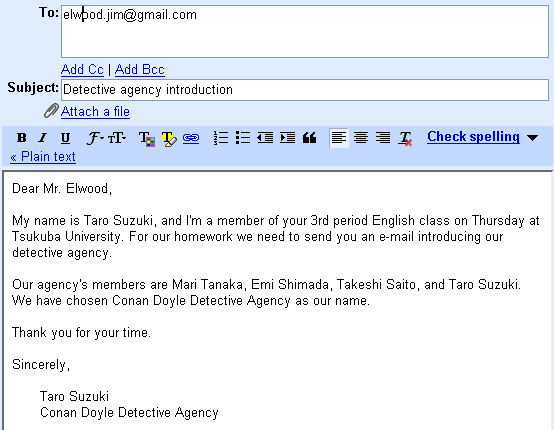 To: elwood.jim@gmail.com
Add Cc | Add Bcc
Subject: Detective agency introduction
Attach a file
B I U Check spelling
« Plain text
Dear Mr. Elwood,
My name is Taro Suzuki, and I'm a member of your 3rd period English class on Thursday at
Tsukuba University. For our homework we need to send you an e-mail introducing our
detective agency.
Our agency's members are Mari Tanaka, Emi Shimada, Takeshi Saito, and Taro Suzuki.
We have chosen Conan Doyle Detective Agency as our name.
Thank you for your time.
Sincerely,
Taro Suzuki
Conan Doyle Detective Agency